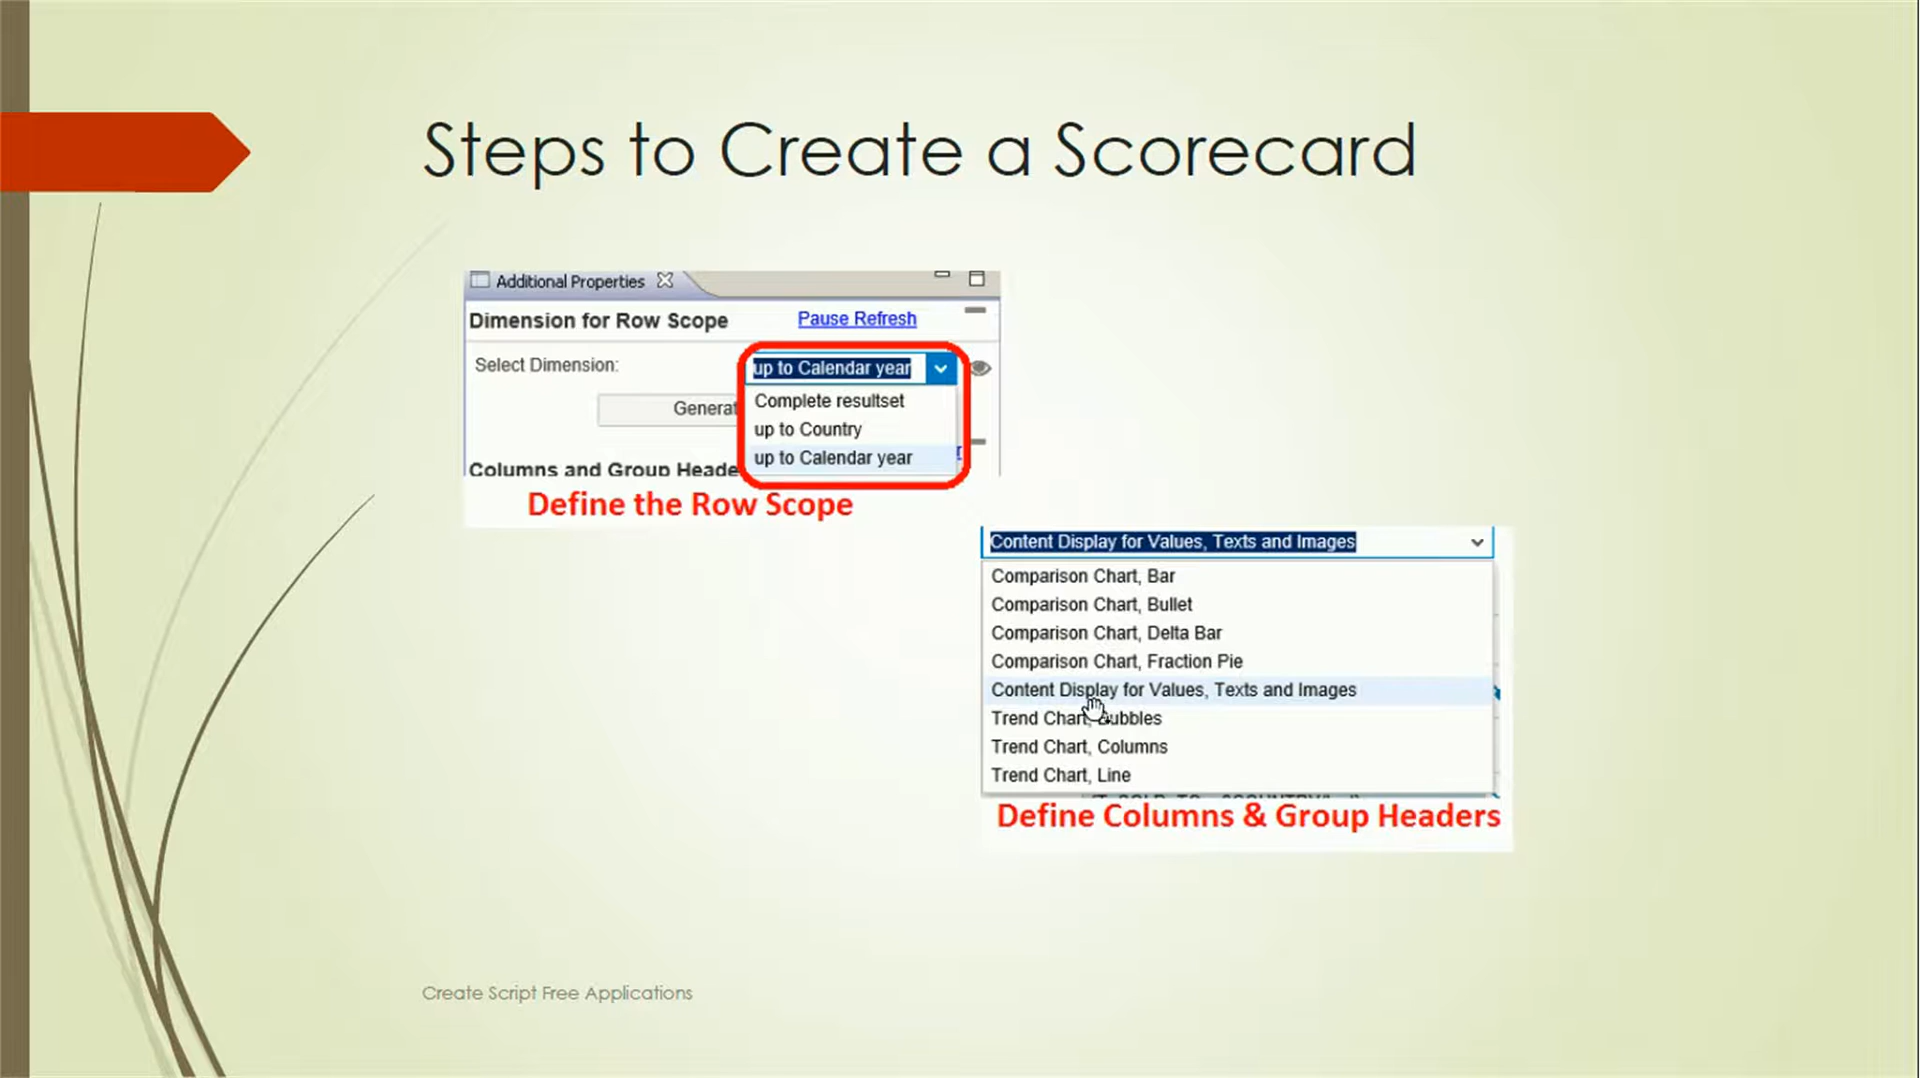 Steps to Create a Scorecard
Additional Properties
Dimension for Row Scope
Pause Refresh
Select Dimension:
up to Calendar year
Generat
Complete resultset
up to Country
up to Calendar year
Columns and Group Heade
Define the Row Scope
Content Display for Values, Texts and Images
Comparison Chart, Bar
Comparison Chart, Bullet
Comparison Chart, Delta Bar
Comparison Chart, Fraction Pie
Content Display for Values, Texts and Images
Trend Chart, Bubbles
Trend Chart, Columns
Trend Chart, Line
Define Columns & Group Headers
Create Script Free Applications